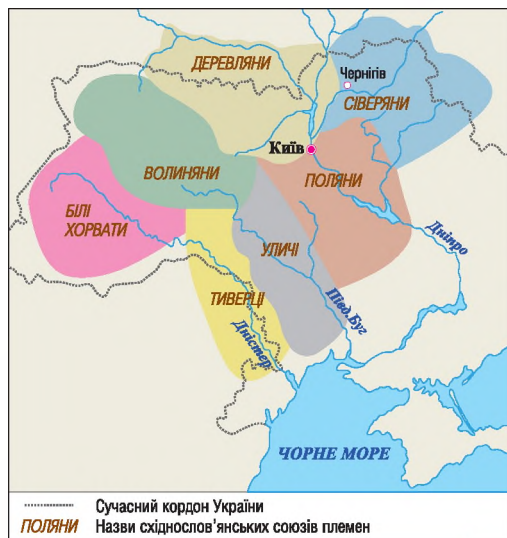 ДЕРЕВЛЯНИ
Чернігів
СІВЕРЯНИ
Київ
ВОЛИНЯНИ
ПОЛЯНИ
БІЛІ
ХОРВАТИ
УЛИЧІ
Дніпро
ТИВЕРЦІ
Півд.Буг
Дністер
ЧОРНЕ МОРЕ
Сучасний кордон України
ПОЛЯНИ Назви східнослов'янських союзів племен